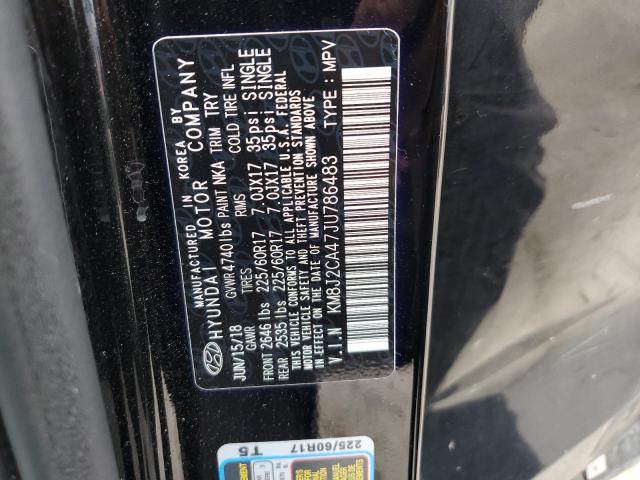 HYUNDAI MANUFACTURED IN KOREA BY
MOTOR COMPANY
JUN/15/18 GVWR 4740 lbs PAINT NKA TRIM TRY
GAWR TIRES RIMS COLD TIRE INFL
FRONT 2646 lbs 225/60R17 7.0JX17 35psi SINGLE
REAR 2535 lbs 225/60R17 7.0JX17 35psi SINGLE
THIS VEHICLE CONFORMS TO ALL APPLICABLE U.S.A. FEDERAL
MOTOR VEHICLE SAFETY AND THEFT PREVENTION STANDARDS
IN EFFECT ON THE DATE OF MANUFACTURE SHOWN ABOVE
V.I.N KM8J2CA47JU786483 TYPE : MPV
225/60R17
T5